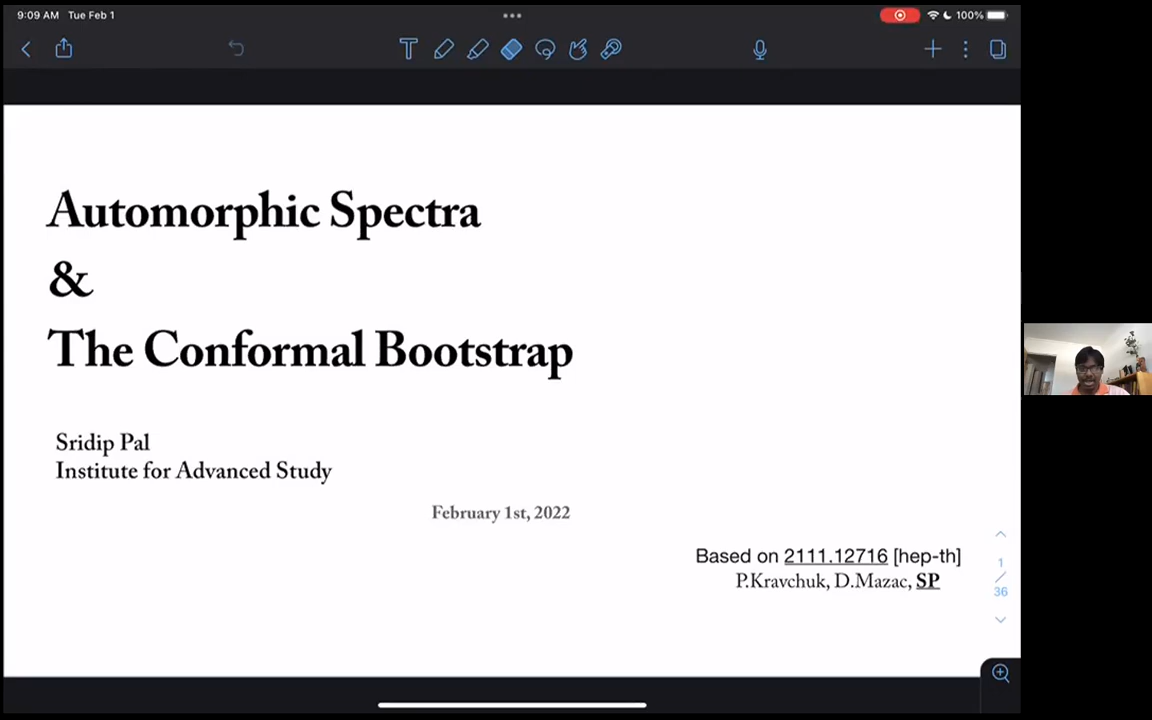 9:09 AM Tue Feb 1
100%
Automorphic Spectra
&
The Conformal Bootstrap
Sridip Pal
Institute for Advanced Study
February 1st, 2022
Based on 2111.12716 [hep-th]
P.Kravchuk, D.Mazac, SP
1
36